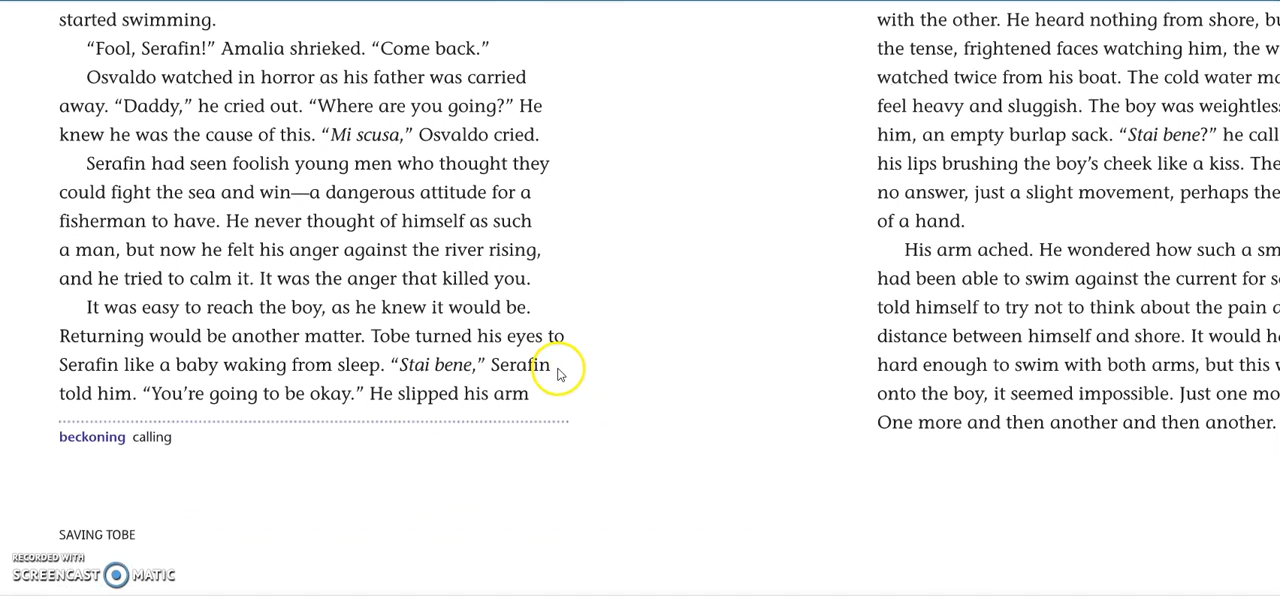 started swimming.
“Fool, Serafin!” Amalia shrieked. “Come back.”
Osvaldo watched in horror as his father was carried
away. “Daddy,” he cried out. “Where are you going?” He
knew he was the cause of this. “Mi scusa,” Osvaldo cried.
Serafin had seen foolish young men who thought they
could fight the sea and win—a dangerous attitude for a
fisherman to have. He never thought of himself as such
a man, but now he felt his anger against the river rising,
and he tried to calm it. It was the anger that killed you.
It was easy to reach the boy, as he knew it would be.
Returning would be another matter. Tobe turned his eyes to
Serafin like a baby waking from sleep. “Stai bene,” Serafin
told him. “You’re going to be okay.” He slipped his arm
beckoning calling
SAVING TOBE
with the other. He heard nothing from shore,
the tense, frightened faces watching him, the
watched twice from his boat. The cold water
feel heavy and sluggish. The boy was
him, an empty burlap sack. “Stai bene?” he
his lips brushing the boy’s cheek like a kiss.
no answer, just a slight movement, perhaps
of a hand.
His arm ached. He wondered how such a
had been able to swim against the current for
told himself to try not to think about the pain
distance between himself and shore. It would
hard enough to swim with both arms, but this
onto the boy, it seemed impossible. Just one
One more and then another and then another.
RECORDED WITH
SCREENCAST MATIC